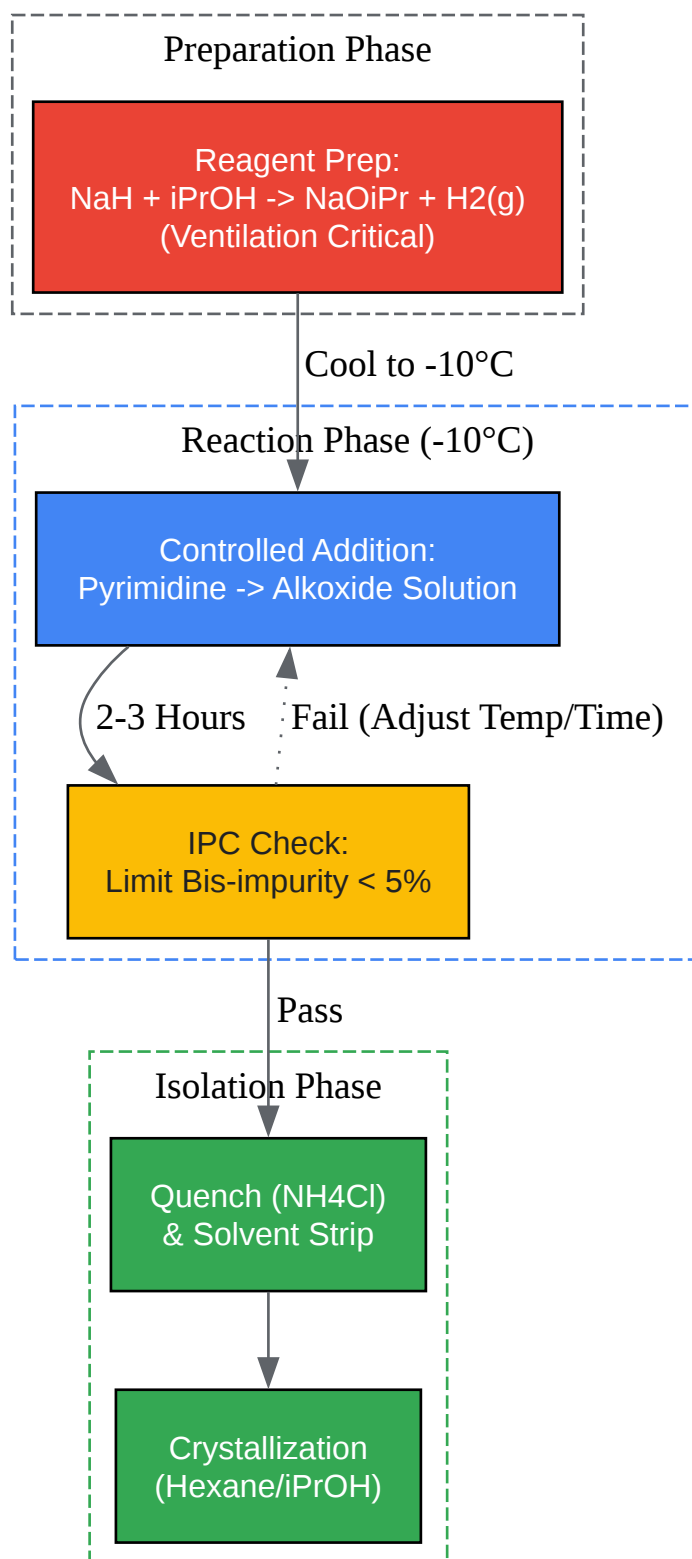 Preparation Phase
Reagent Prep:
NaH + iPrOH -> NaOiPr + H2(g)
(Ventilation Critical)
Cool to -10°C
Reaction Phase (-10°C)
Controlled Addition:
Pyrimidine -> Alkoxide Solution
2-3 Hours
Fail (Adjust Temp/Time)
IPC Check:
Limit Bis-impurity < 5%
Pass
Isolation Phase
Quench (NH4Cl)
& Solvent Strip
Crystallization
(Hexane/iPrOH)